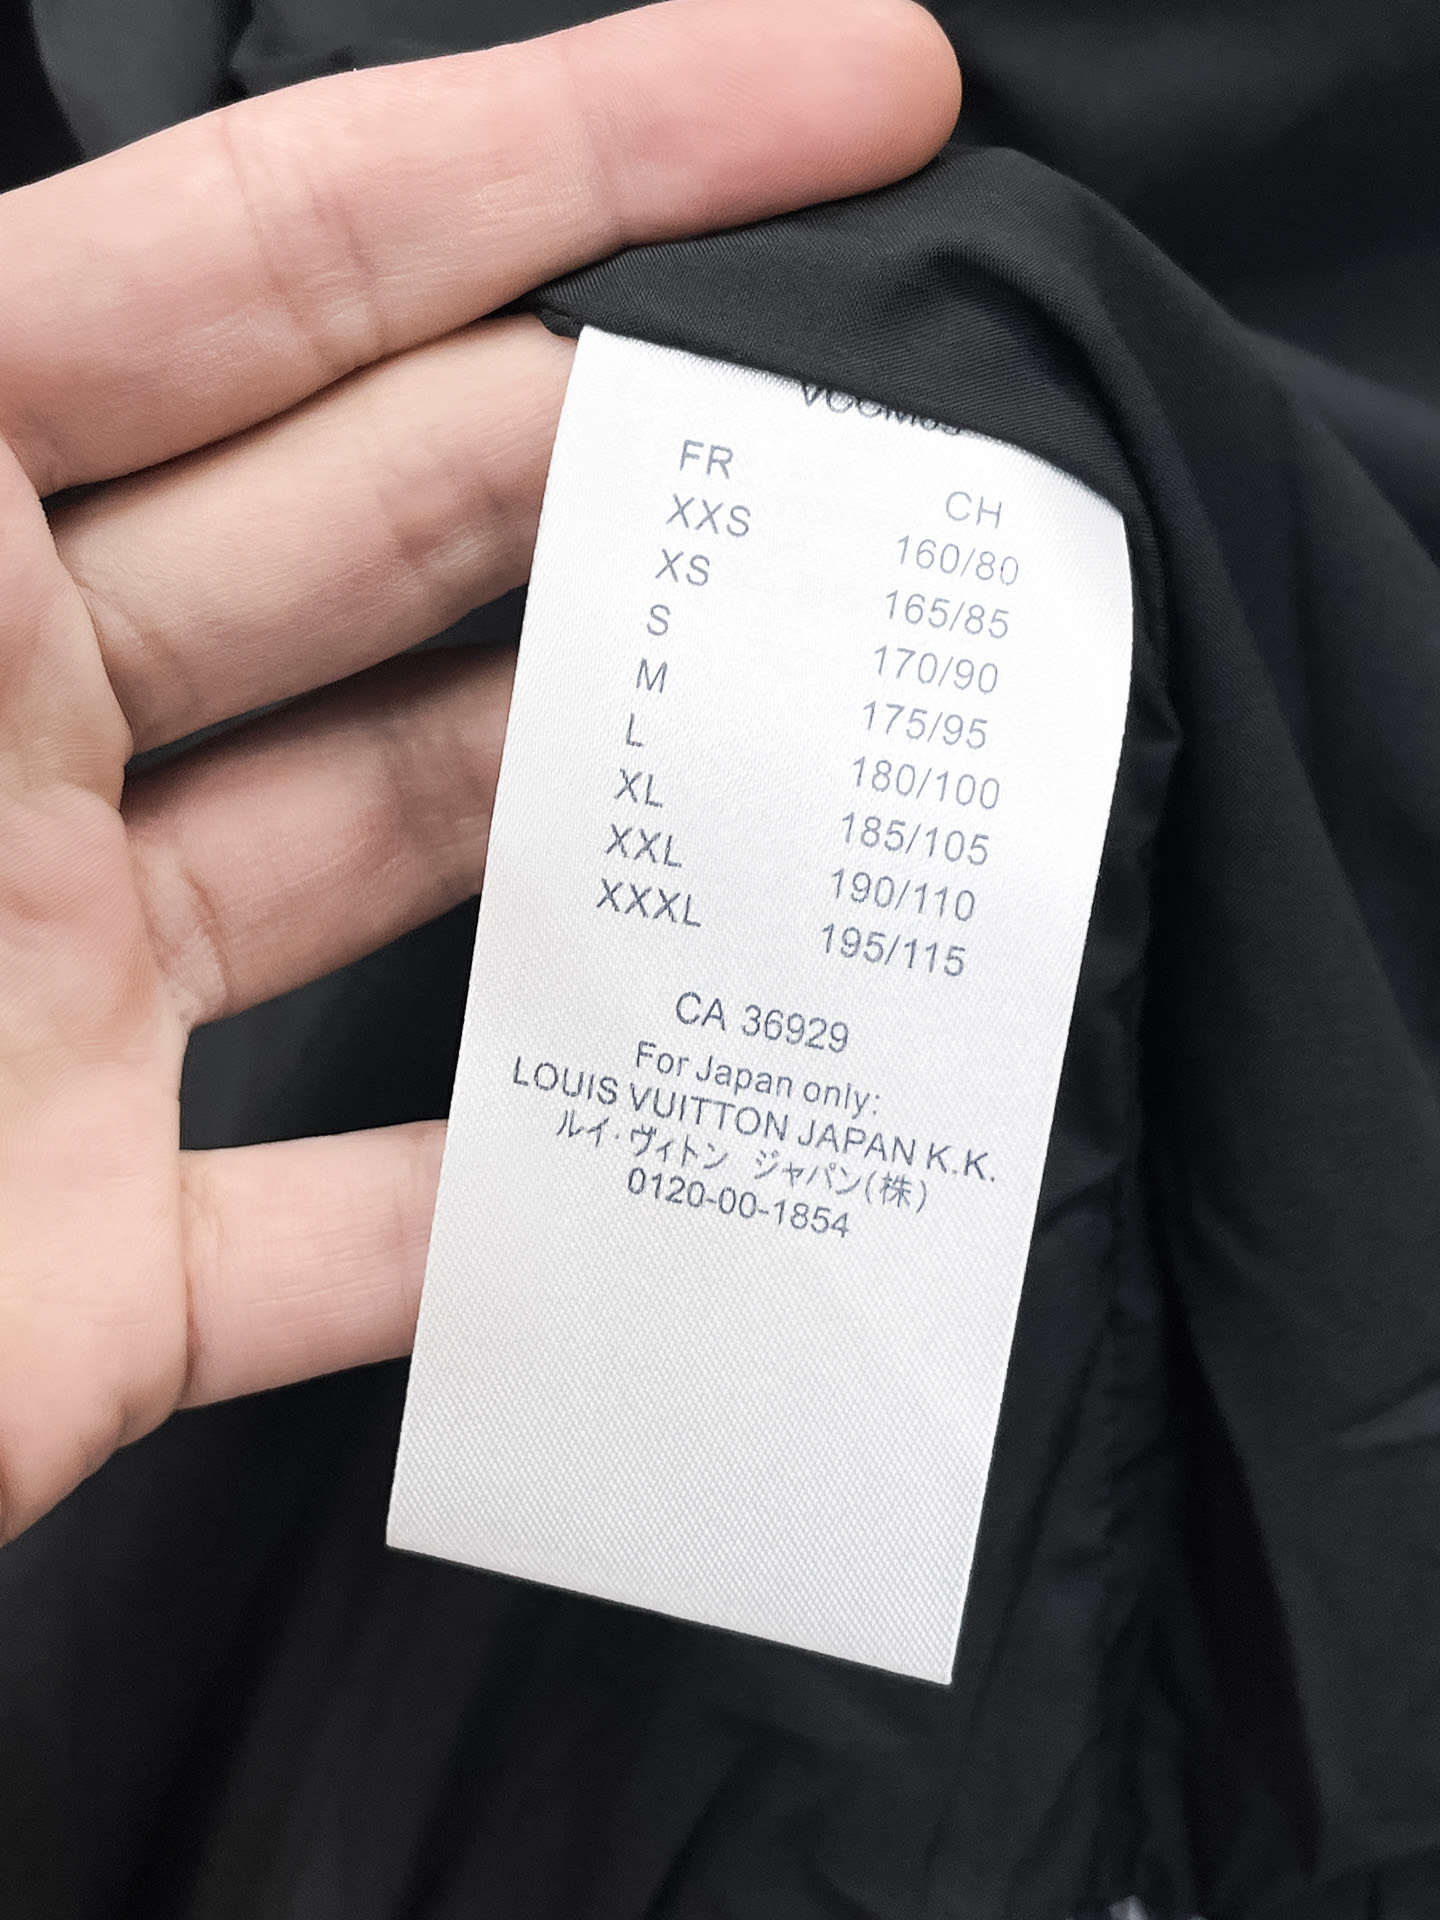 FR CH
XXS 160/80
XS 165/85
S 170/90
M 175/95
L 180/100
XL 185/105
XXL 190/110
XXXL 195/115
CA 36929
For Japan only:
LOUIS VUITTON JAPAN K.K.
ルイ・ヴィトン ジャパン(株)
0120-00-1854